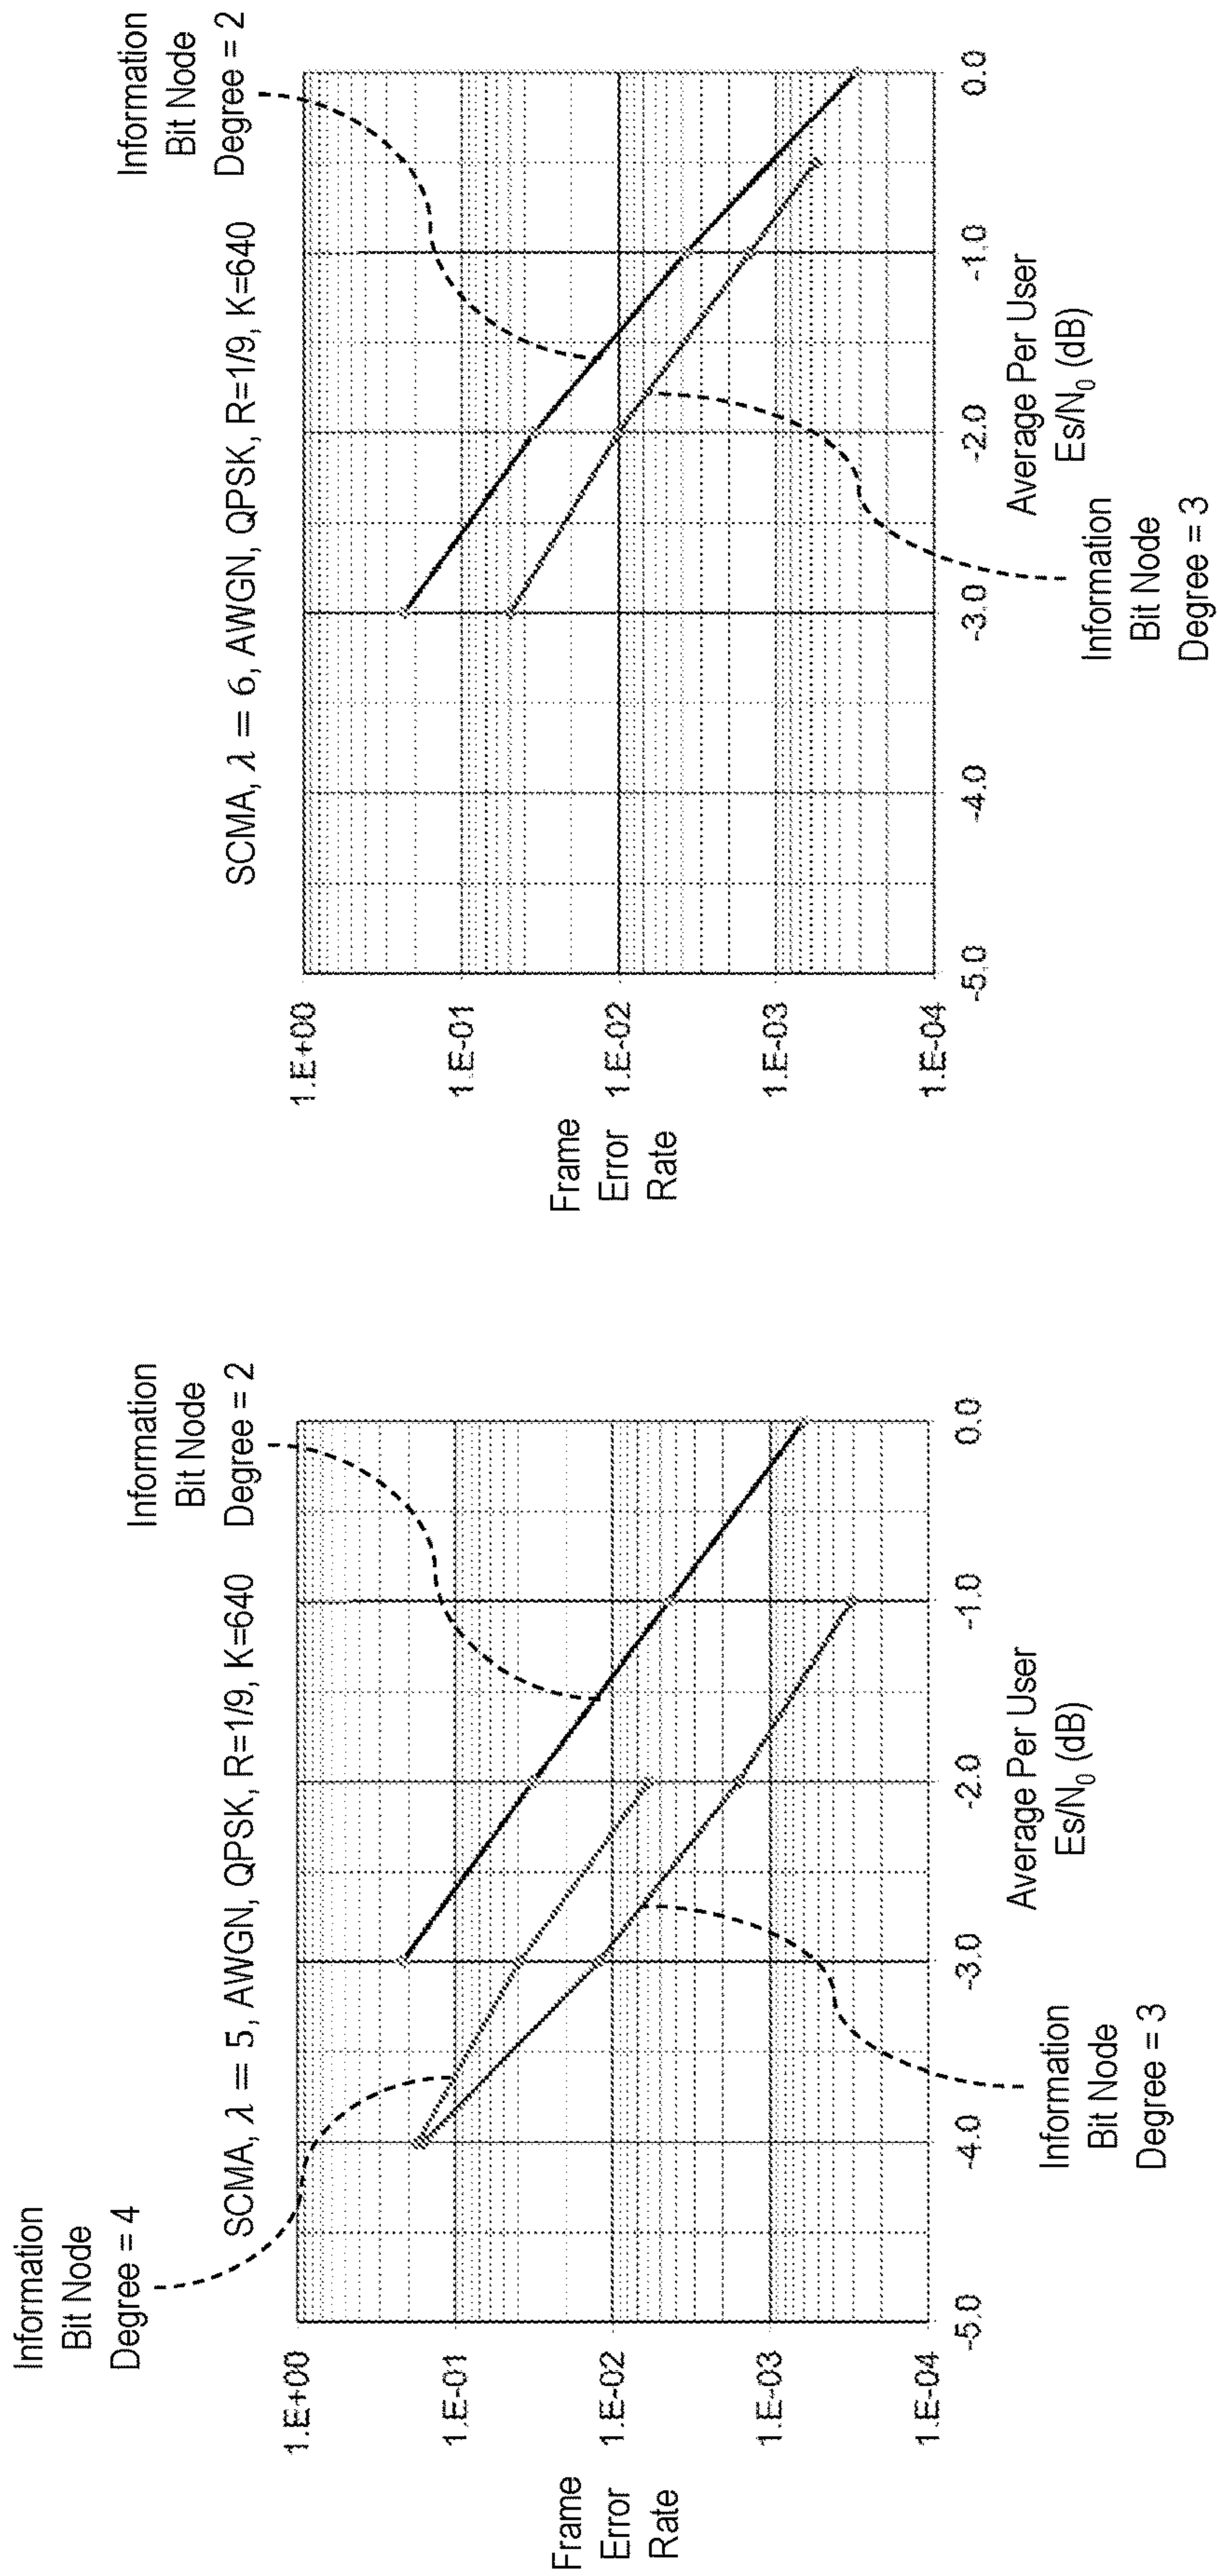 Information
Bit Node
Degree = 4
SCMA, λ = 5, AWGN, QPSK, R=1/9, K=640
Information
Bit Node
Degree = 2
Frame
Error
Rate
1.E+00
1.E-01
1.E-02
1.E-03
1.E-04
-5.0
-4.0
-3.0
-2.0
-1.0
0.0
Average Per User
Es/N₀ (dB)
Information
Bit Node
Degree = 3
SCMA, λ = 6, AWGN, QPSK, R=1/9, K=640
Information
Bit Node
Degree = 2
Frame
Error
Rate
1.E+00
1.E-01
1.E-02
1.E-03
1.E-04
-5.0
-4.0
-3.0
-2.0
-1.0
0.0
Average Per User
Es/N₀ (dB)
Information
Bit Node
Degree = 3